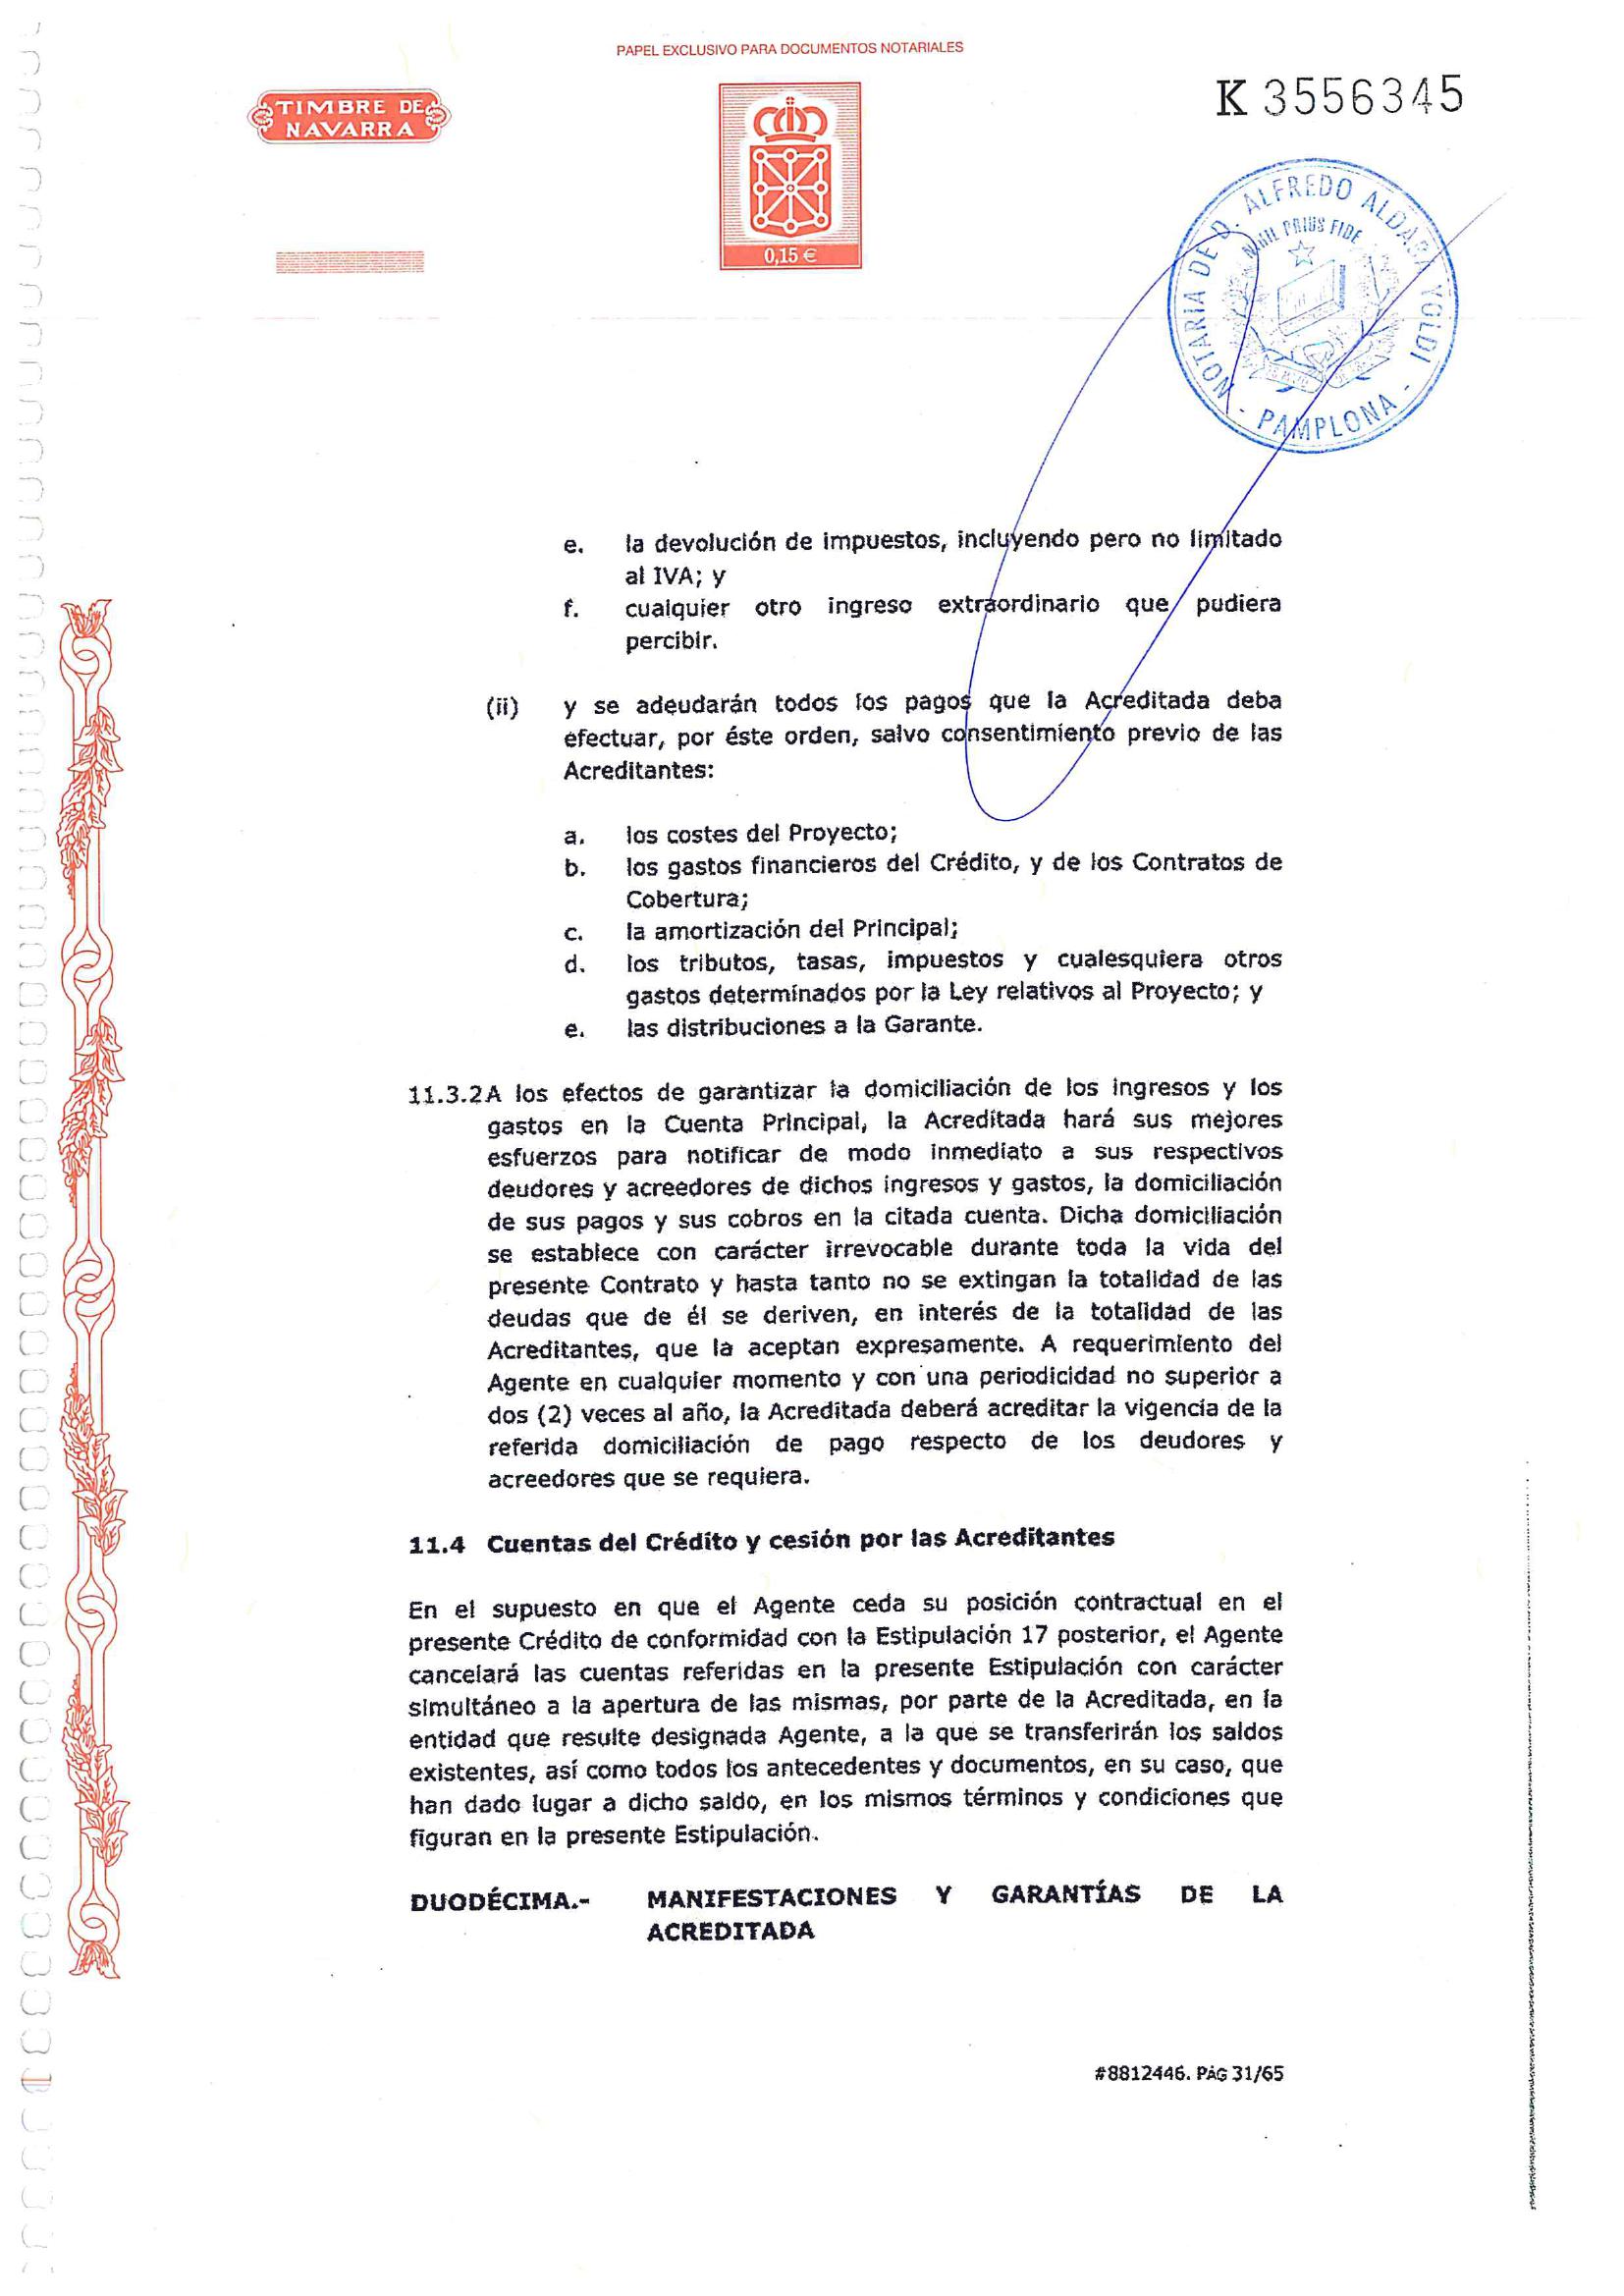 PAPEL EXCLUSIVO PARA DOCUMENTOS NOTARIALES
TIMBRE DE
NAVARRA
0,15 €
K 3556345
NOTARIA DE D. ALFREDO ALDABA YOLDI
NIHIL PRIUS FIDE
- PAMPLONA -
e. la devolución de impuestos, incluyendo pero no limitado
al IVA; y
f. cualquier otro ingreso extraordinario que pudiera
percibir.
(ii) y se adeudarán todos los pagos que la Acreditada deba
efectuar, por éste orden, salvo consentimiento previo de las
Acreditantes:
a. los costes del Proyecto;
b. los gastos financieros del Crédito, y de los Contratos de
Cobertura;
c. la amortización del Principal;
d. los tributos, tasas, impuestos y cualesquiera otros
gastos determinados por la Ley relativos al Proyecto; y
e. las distribuciones a la Garante.
11.3.2A los efectos de garantizar la domiciliación de los ingresos y los
gastos en la Cuenta Principal, la Acreditada hará sus mejores
esfuerzos para notificar de modo inmediato a sus respectivos
deudores y acreedores de dichos ingresos y gastos, la domiciliación
de sus pagos y sus cobros en la citada cuenta. Dicha domiciliación
se establece con carácter irrevocable durante toda la vida del
presente Contrato y hasta tanto no se extingan la totalidad de las
deudas que de él se deriven, en interés de la totalidad de las
Acreditantes, que la aceptan expresamente. A requerimiento del
Agente en cualquier momento y con una periodicidad no superior a
dos (2) veces al año, la Acreditada deberá acreditar la vigencia de la
referida domiciliación de pago respecto de los deudores y
acreedores que se requiera.
11.4 Cuentas del Crédito y cesión por las Acreditantes
En el supuesto en que el Agente ceda su posición contractual en el
presente Crédito de conformidad con la Estipulación 17 posterior, el Agente
cancelará las cuentas referidas en la presente Estipulación con carácter
simultáneo a la apertura de las mismas, por parte de la Acreditada, en la
entidad que resulte designada Agente, a la que se transferirán los saldos
existentes, así como todos los antecedentes y documentos, en su caso, que
han dado lugar a dicho saldo, en los mismos términos y condiciones que
figuran en la presente Estipulación.
DUODÉCIMA.- MANIFESTACIONES Y GARANTÍAS DE LA
ACREDITADA
#8812446. PÁG 31/65